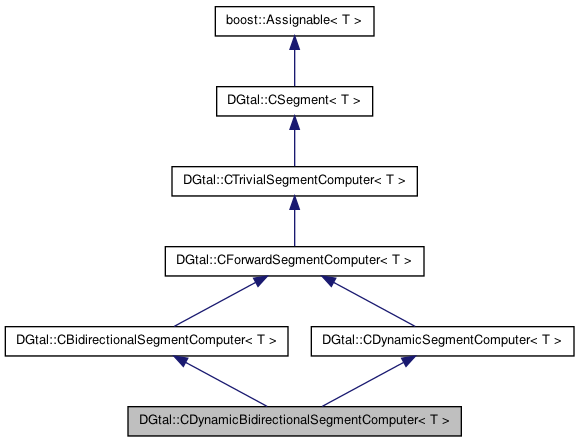 boost::Assignable< T >
DGtal::CSegment< T >
DGtal::CTrivialSegmentComputer< T >
DGtal::CForwardSegmentComputer< T >
DGtal::CBidirectionalSegmentComputer< T >
DGtal::CDynamicSegmentComputer< T >
DGtal::CDynamicBidirectionalSegmentComputer< T >